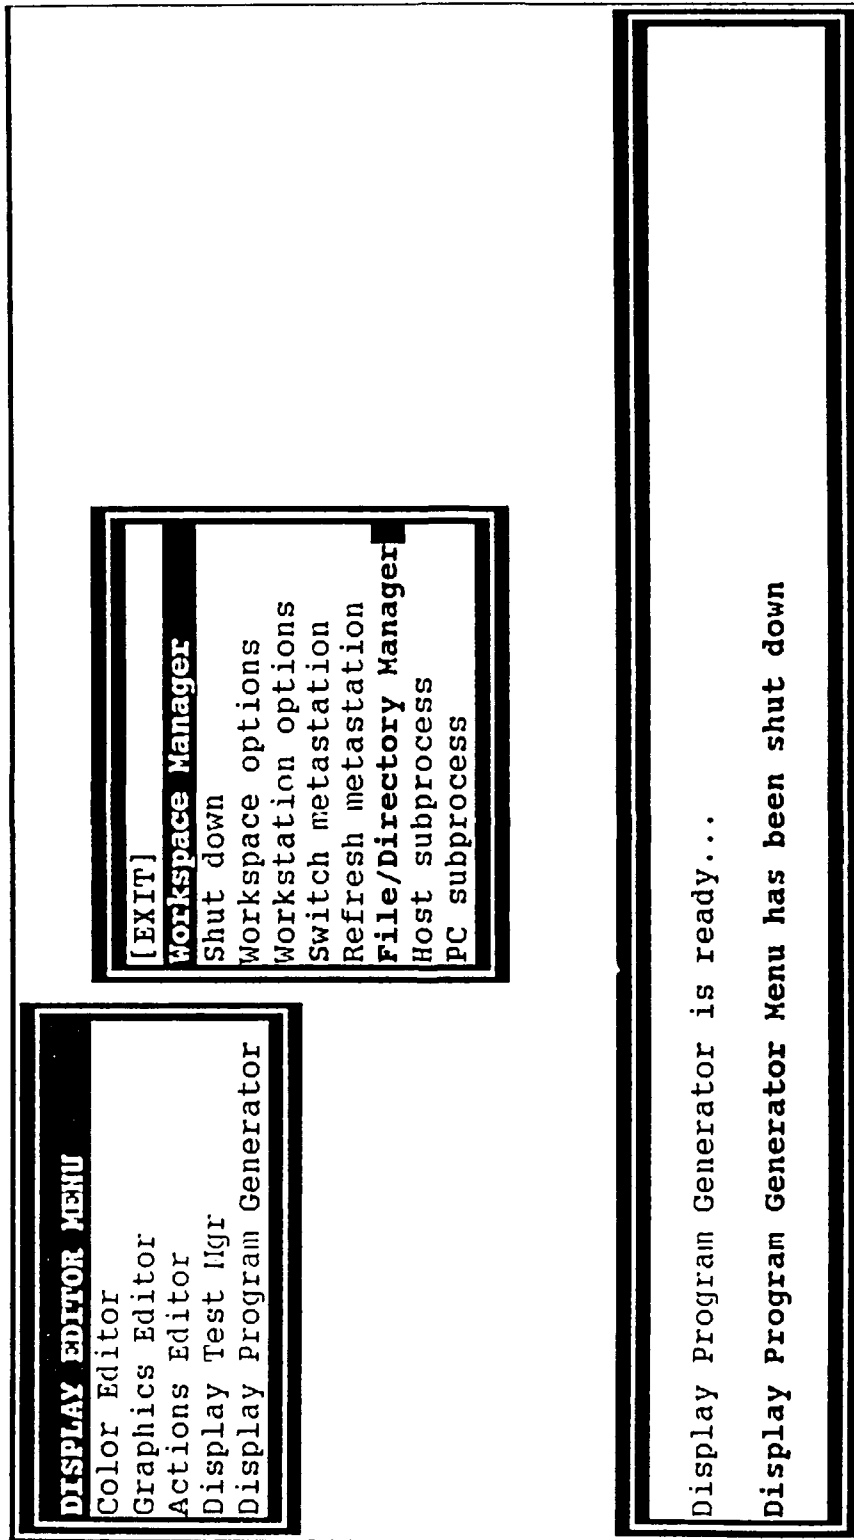 DISPLAY EDITOR MENU
Color Editor
Graphics Editor
Actions Editor
Display Test Mgr
Display Program Generator
[EXIT]
Workspace Manager
Shut down
Workspace options
Workstation options
Switch metastation
Refresh metastation
File/Directory Manager
Host subprocess
PC subprocess
Display Program Generator is ready...
Display Program Generator Menu has been shut down